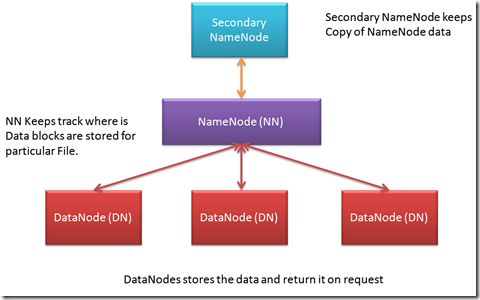 Secondary
NameNode
Secondary NameNode keeps
Copy of NameNode data
NameNode (NN)
NN Keeps track where is
Data blocks are stored for
particular File.
DataNode (DN)
DataNode (DN)
DataNode (DN)
DataNodes stores the data and return it on request